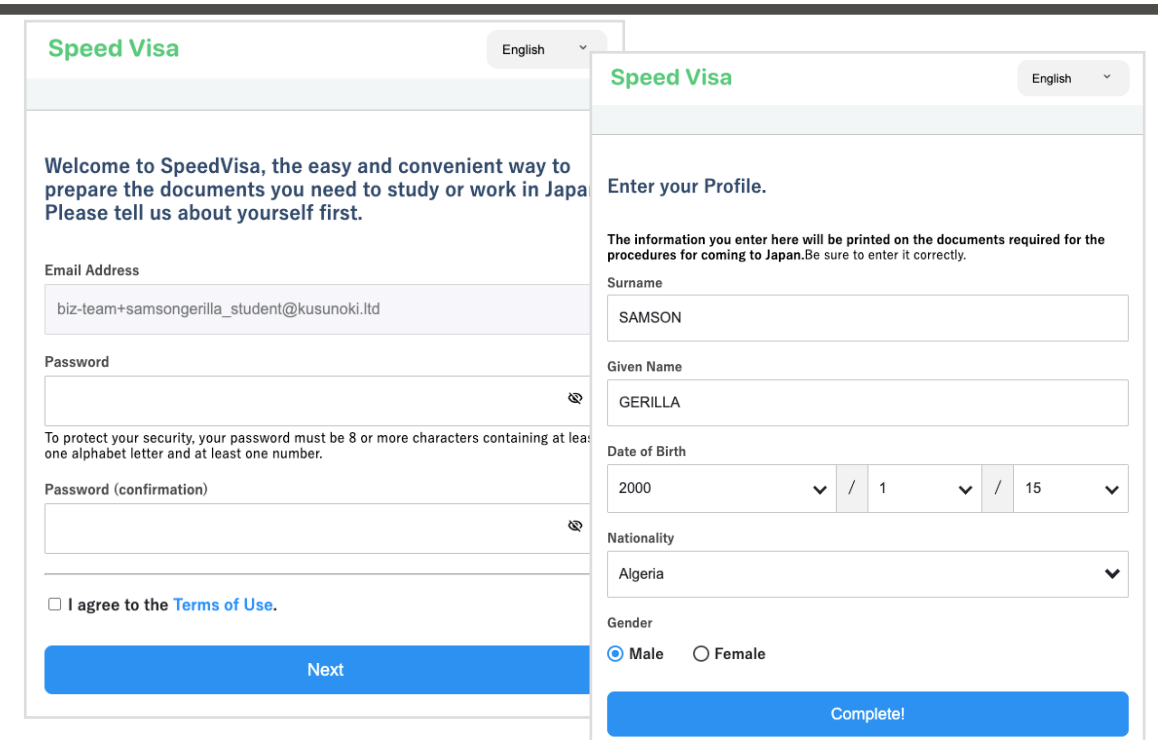 Speed Visa
English
Welcome to SpeedVisa, the easy and convenient way to
prepare the documents you need to study or work in
Please tell us about yourself first.
Email Address
biz-team+samsongerilla_student@kusunoki.ltd
Password
To protect your security, your password must be 8 or more characters containing at
one alphabet letter and at least one number.
Password (confirmation)
I agree to the Terms of Use.
Next
Speed Visa
English
Enter your Profile.
The information you enter here will be printed on the documents required for the
procedures for coming to Japan.Be sure to enter it correctly.
Surname
SAMSON
Given Name
GERILLA
Date of Birth
2000 / 1 / 15
Nationality
Algeria
Gender
Male Female
Complete!